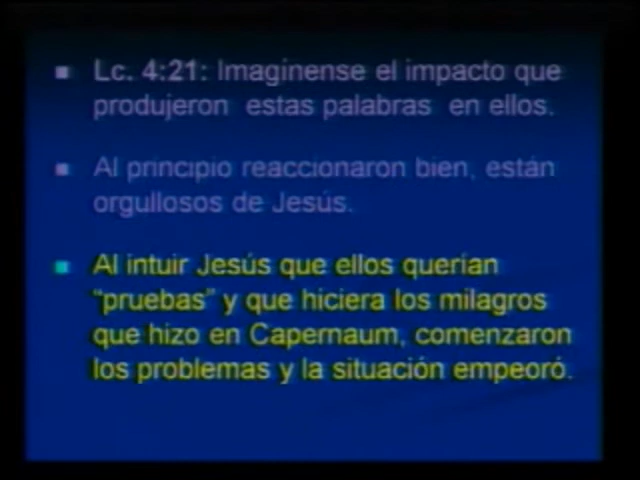 Lc. 4:21: Imagínense el impacto que
produjeron estas palabras en ellos.
Al principio reaccionaron bien, están
orgullosos de Jesús.
Al intuir Jesús que ellos querían
“pruebas” y que hiciera los milagros
que hizo en Capernaum, comenzaron
los problemas y la situación empeoró.